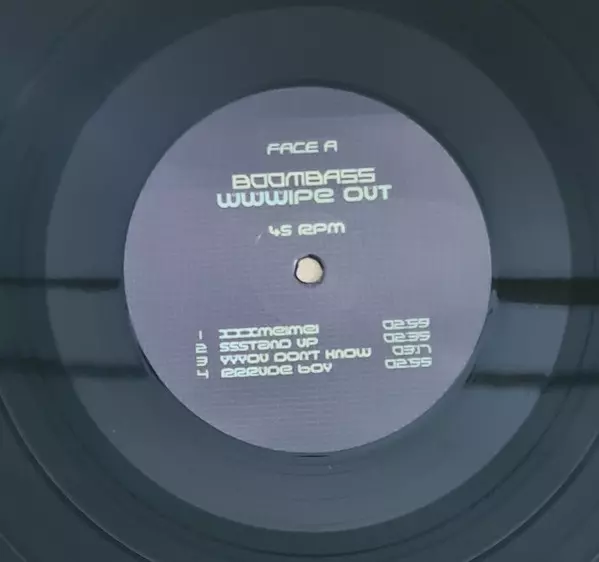 FACE A
BOOMBASS
WWWIPE OUT
45 RPM
1 IIIMEIMEI 02:59
2 SSSTAND UP 02:35
3 YYYOU DON'T KNOW 03:17
4 RRRUDE BOY 02:55